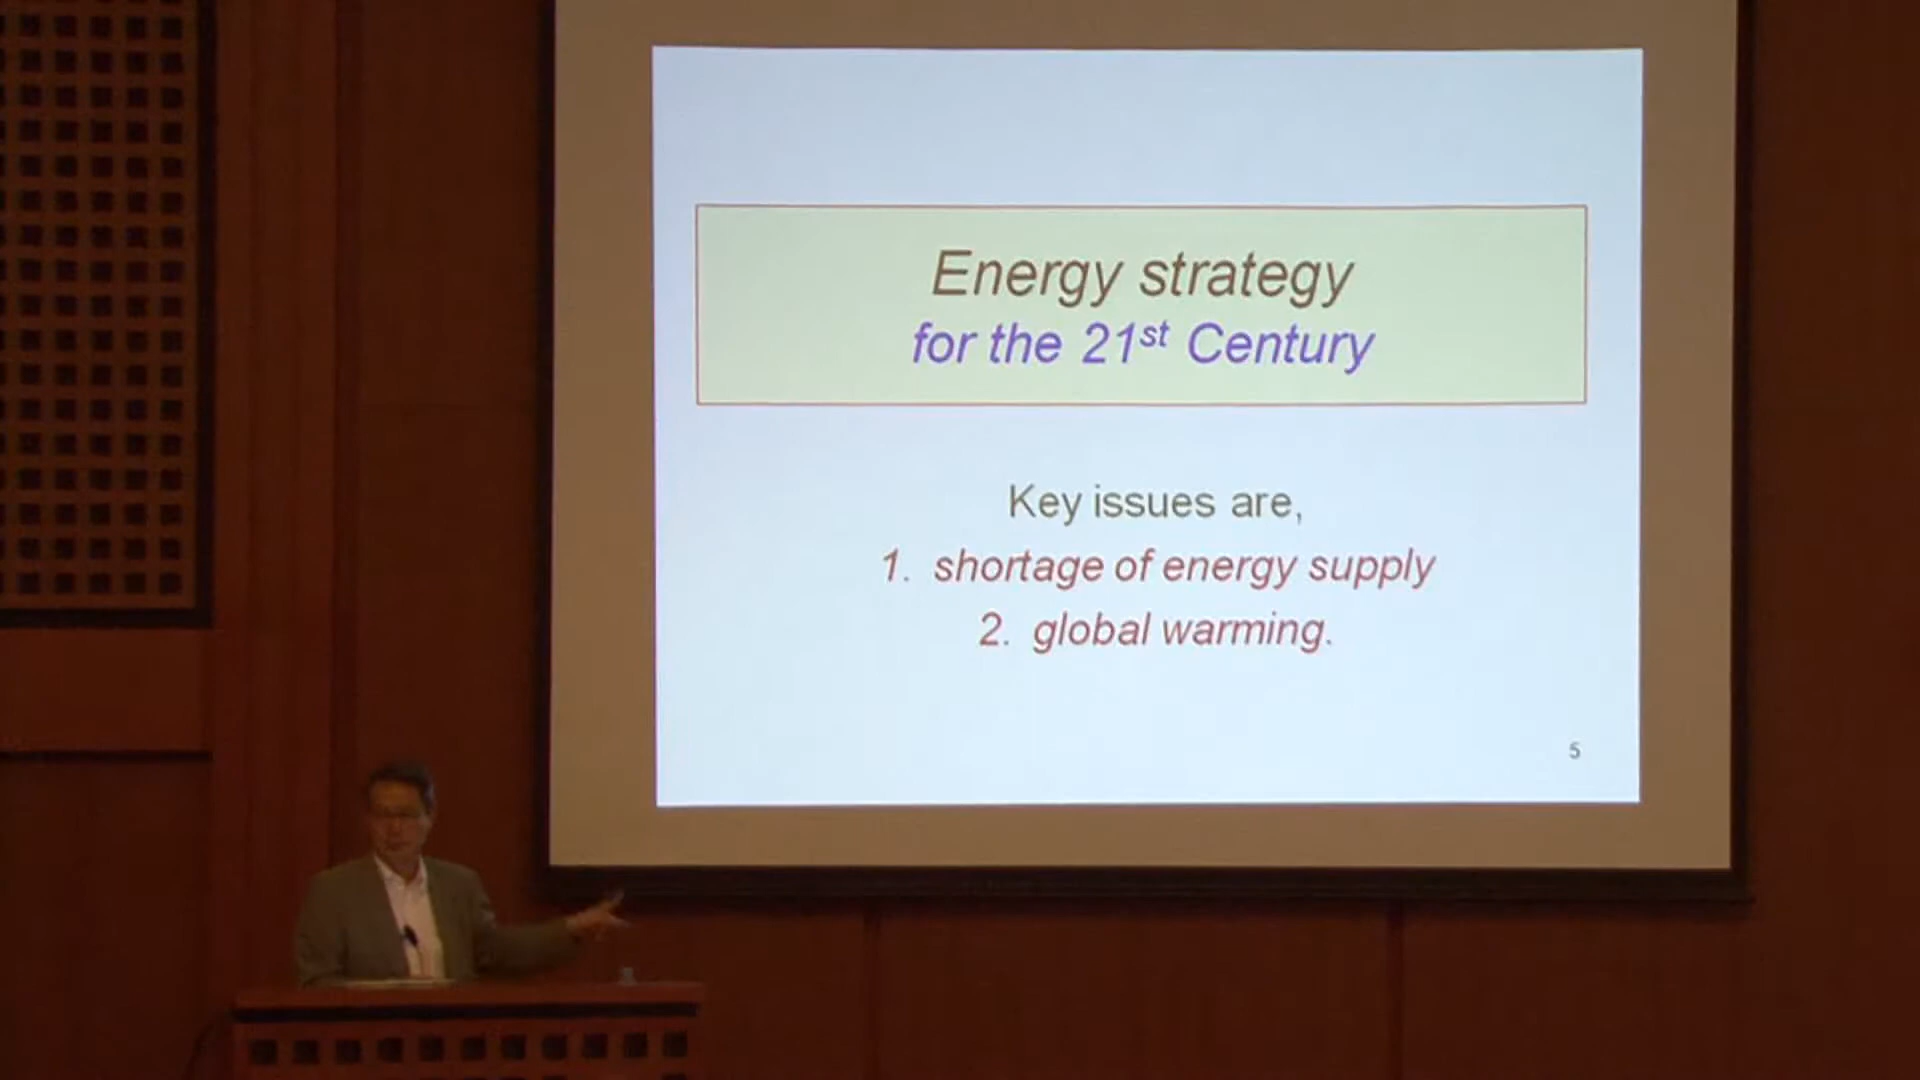 Energy strategy
for the 21st Century
Key issues are,
1. shortage of energy supply
2. global warming.
5